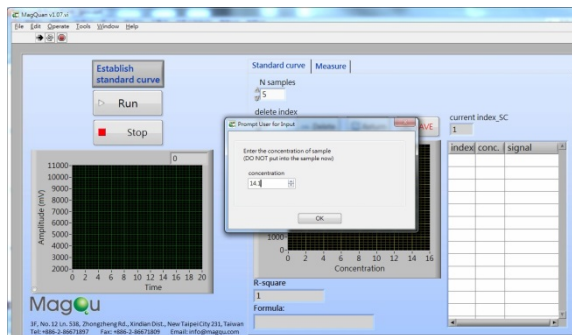 MagQuan v1.07.vi
File Edit Operate Tools Window Help
Establish
standard curve
Run
Stop
Standard curve Measure
N samples
5
delete index
Delete Return SAVE
current index_SC
1
index conc. signal
Prompt User for Input
Enter the concentration of sample
(DO NOT put into the sample now)
concentration
14.1
OK
0
11000
10000
9000
8000
7000
6000
5000
4000
3000
2000
Amplitude (mV)
0 2 4 6 8 10 12 14 16 18 20
Time
1000
0
0 2 4 6 8 10 12 14 16
Concentration
R-square
1
Formula:
MagQu
3F, No.12 Ln. 538, Zhongzheng Rd., Xindian Dist., New Taipei City 231, Taiwan
Tel: +886-2-86671897 Fax: +886-2-86671809 Email: info@magqu.com